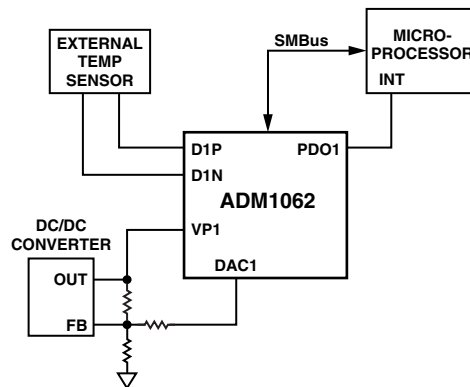 EXTERNAL
TEMP
SENSOR
SMBus
MICRO-
PROCESSOR
INT
D1P
PDO1
D1N
ADM1062
DC/DC
CONVERTER
VP1
DAC1
OUT
FB